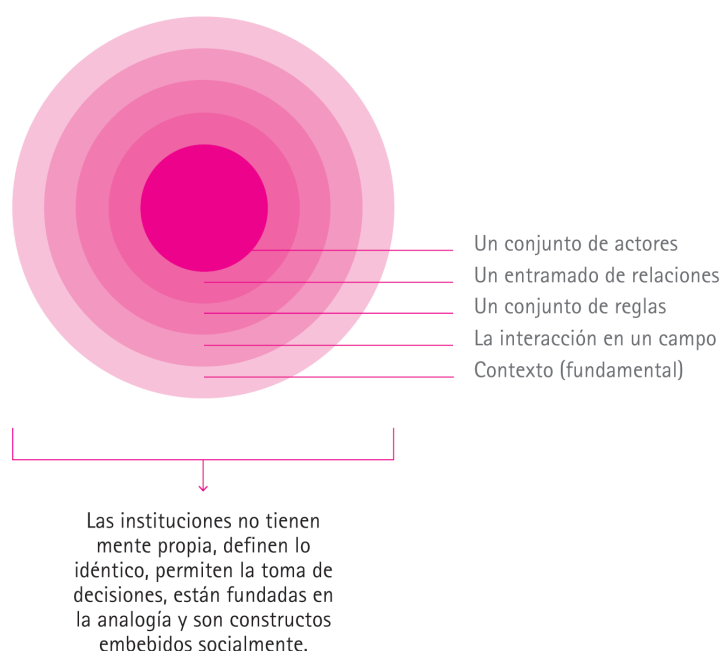 Un conjunto de actores
Un entramado de relaciones
Un conjunto de reglas
La interacción en un campo
Contexto (fundamental)
Las instituciones no tienen
mente propia, definen lo
idéntico, permiten la toma de
decisiones, están fundadas en
la analogía y son constructos
embebidos socialmente.